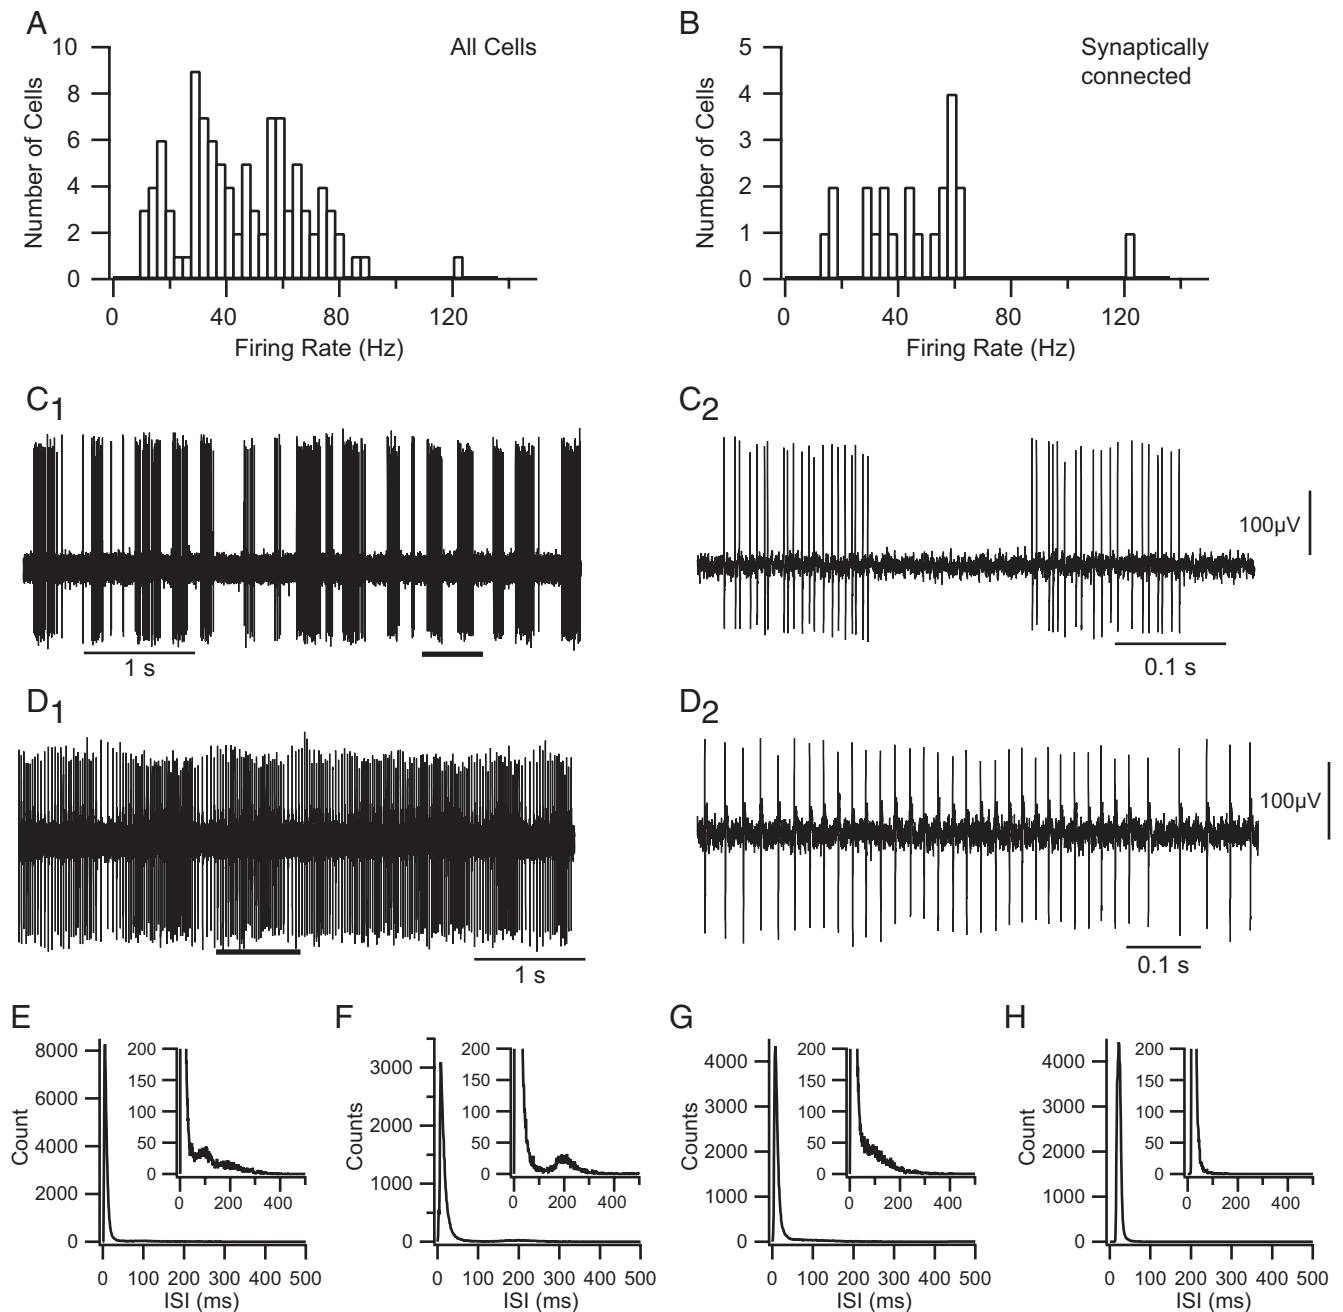 A
All Cells
10
8
6
4
2
0
Number of Cells
0 40 80 120
Firing Rate (Hz)
B
Synaptically
connected
5
4
3
2
1
0
Number of Cells
0 40 80 120
Firing Rate (Hz)
C1
1 s
C2
100µV
0.1 s
D1
1 s
D2
100µV
0.1 s
E
8000
6000
4000
2000
0
Count
200
150
100
50
0
0 200 400
0 100 200 300 400 500
ISI (ms)
F
3000
2000
1000
0
Counts
200
150
100
50
0
0 200 400
0 100 200 300 400 500
ISI (ms)
G
4000
3000
2000
1000
0
Counts
200
150
100
50
0
0 200 400
0 100 200 300 400 500
ISI (ms)
H
4000
3000
2000
1000
0
Count
200
150
100
50
0
0 200 400
0 100 200 300 400 500
ISI (ms)